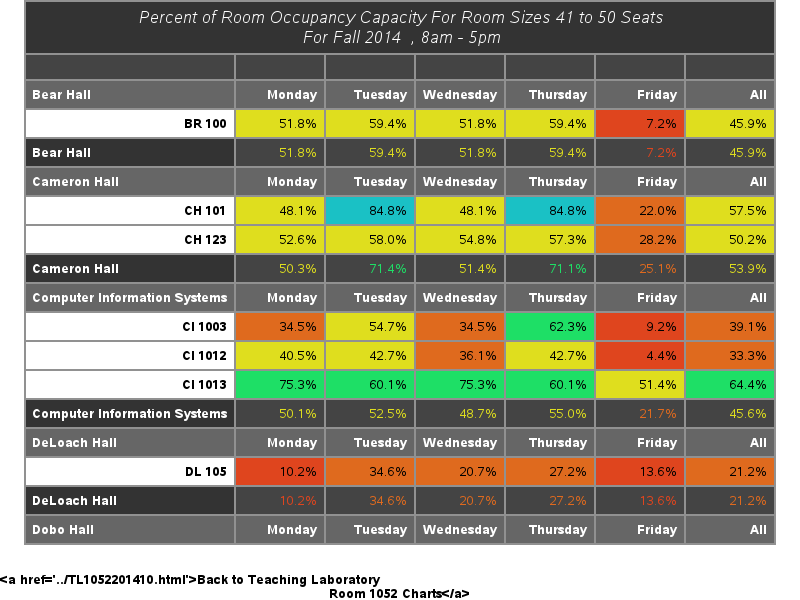 Percent of Room Occupancy Capacity For Room Sizes 41 to 50 Seats
For Fall 2014 , 8am - 5pm
Bear Hall Monday Tuesday Wednesday Thursday Friday All
BR 100 51.8% 59.4% 51.8% 59.4% 7.2% 45.9%
Bear Hall 51.8% 59.4% 51.8% 59.4% 7.2% 45.9%
Cameron Hall Monday Tuesday Wednesday Thursday Friday All
CH 101 48.1% 84.8% 48.1% 84.8% 22.0% 57.5%
CH 123 52.6% 58.0% 54.8% 57.3% 28.2% 50.2%
Cameron Hall 50.3% 71.4% 51.4% 71.1% 25.1% 53.9%
Computer Information Systems Monday Tuesday Wednesday Thursday Friday All
CI 1003 34.5% 54.7% 34.5% 62.3% 9.2% 39.1%
CI 1012 40.5% 42.7% 36.1% 42.7% 4.4% 33.3%
CI 1013 75.3% 60.1% 75.3% 60.1% 51.4% 64.4%
Computer Information Systems 50.1% 52.5% 48.7% 55.0% 21.7% 45.6%
DeLoach Hall Monday Tuesday Wednesday Thursday Friday All
DL 105 10.2% 34.6% 20.7% 27.2% 13.6% 21.2%
DeLoach Hall 10.2% 34.6% 20.7% 27.2% 13.6% 21.2%
Dobo Hall Monday Tuesday Wednesday Thursday Friday All
<a href='../TL1052201410.html'>Back to Teaching Laboratory
Room 1052 Charts</a>